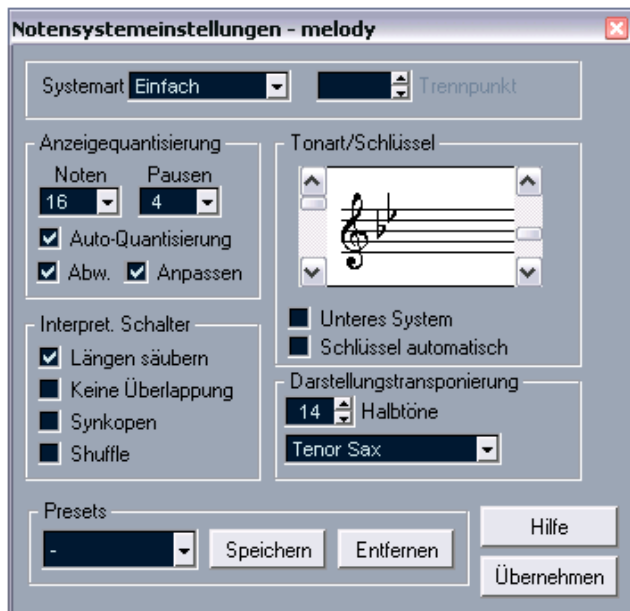 Notensystemeinstellungen - melody
Systemart Einfach Trennpunkt
Anzeigequantisierung
Noten Pausen
16 4
Auto-Quantisierung
Abw. Anpassen
Interpret. Schalter
Längen säubern
Keine Überlappung
Synkopen
Shuffle
Tonart/Schlüssel
Unteres System
Schlüssel automatisch
Darstellungstransponierung
14 Halbtöne
Tenor Sax
Presets
- Speichern Entfernen
Hilfe
Übernehmen